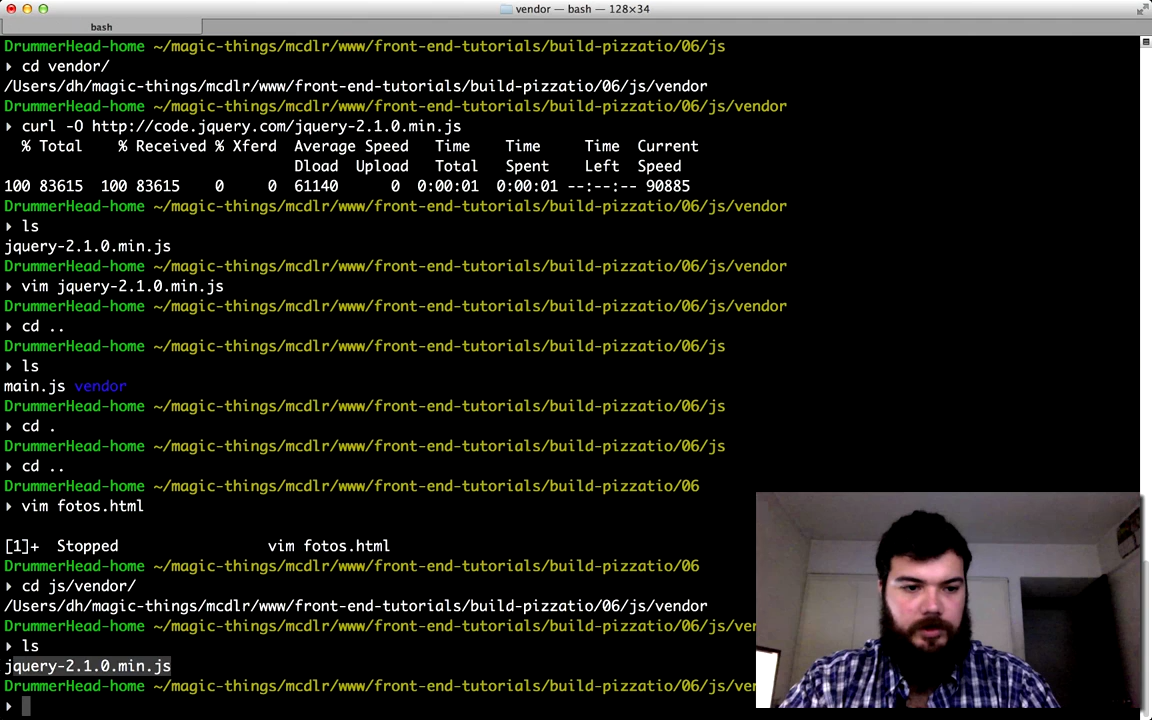 vendor — bash — 128×34
bash
DrummerHead-home ~/magic-things/mcdlr/www/front-end-tutorials/build-pizzatio/06/js
cd vendor/
/Users/dh/magic-things/mcdlr/www/front-end-tutorials/build-pizzatio/06/js/vendor
DrummerHead-home ~/magic-things/mcdlr/www/front-end-tutorials/build-pizzatio/06/js/vendor
curl -O http://code.jquery.com/jquery-2.1.0.min.js
% Total % Received % Xferd Average Speed Time Time Time Current
Dload Upload Total Spent Left Speed
100 83615 100 83615 0 0 61140 0 0:00:01 0:00:01 --:--:-- 90885
DrummerHead-home ~/magic-things/mcdlr/www/front-end-tutorials/build-pizzatio/06/js/vendor
ls
jquery-2.1.0.min.js
DrummerHead-home ~/magic-things/mcdlr/www/front-end-tutorials/build-pizzatio/06/js/vendor
vim jquery-2.1.0.min.js
DrummerHead-home ~/magic-things/mcdlr/www/front-end-tutorials/build-pizzatio/06/js/vendor
cd ..
DrummerHead-home ~/magic-things/mcdlr/www/front-end-tutorials/build-pizzatio/06/js
ls
main.js vendor
DrummerHead-home ~/magic-things/mcdlr/www/front-end-tutorials/build-pizzatio/06/js
cd .
DrummerHead-home ~/magic-things/mcdlr/www/front-end-tutorials/build-pizzatio/06/js
cd ..
DrummerHead-home ~/magic-things/mcdlr/www/front-end-tutorials/build-pizzatio/06
vim fotos.html
[1]+ Stopped vim fotos.html
DrummerHead-home ~/magic-things/mcdlr/www/front-end-tutorials/build-pizzatio/06
cd js/vendor/
/Users/dh/magic-things/mcdlr/www/front-end-tutorials/build-pizzatio/06/js/vendor
DrummerHead-home ~/magic-things/mcdlr/www/front-end-tutorials/build-pizzatio/06/js/ver
ls
jquery-2.1.0.min.js
DrummerHead-home ~/magic-things/mcdlr/www/front-end-tutorials/build-pizzatio/06/js/ver